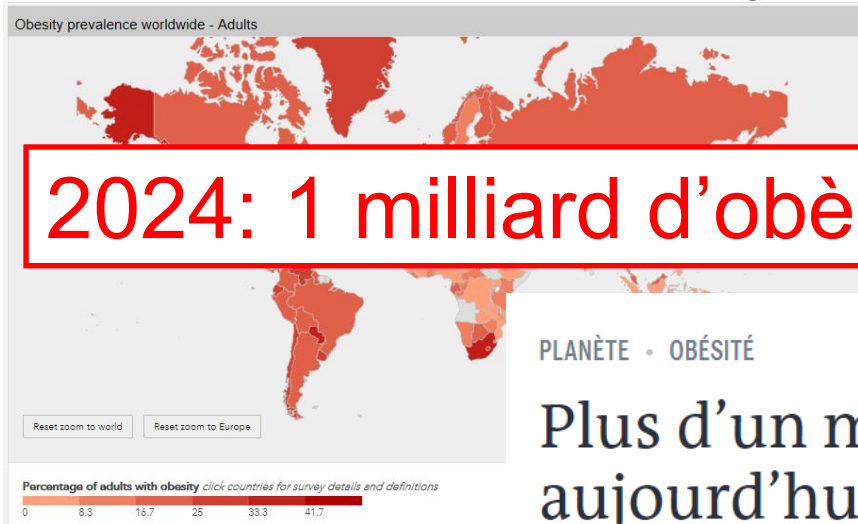 Obesity prevalence worldwide - Adults
2024: 1 milliard d’obè
PLANÈTE • OBÉSITÉ
Plus d’un m
aujourd’hu
Reset zoom to world
Reset zoom to Europe
Percentage of adults with obesity click countries for survey details and definitions
0 8.3 16.7 25 33.3 41.7